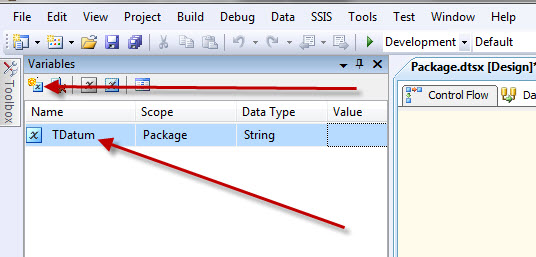 File Edit View Project Build Debug Data SSIS Tools Test Window Help
Development Default
Toolbox
Variables
Package.dtsx [Design]*
Control Flow
Name Scope Data Type Value
TDatum Package String